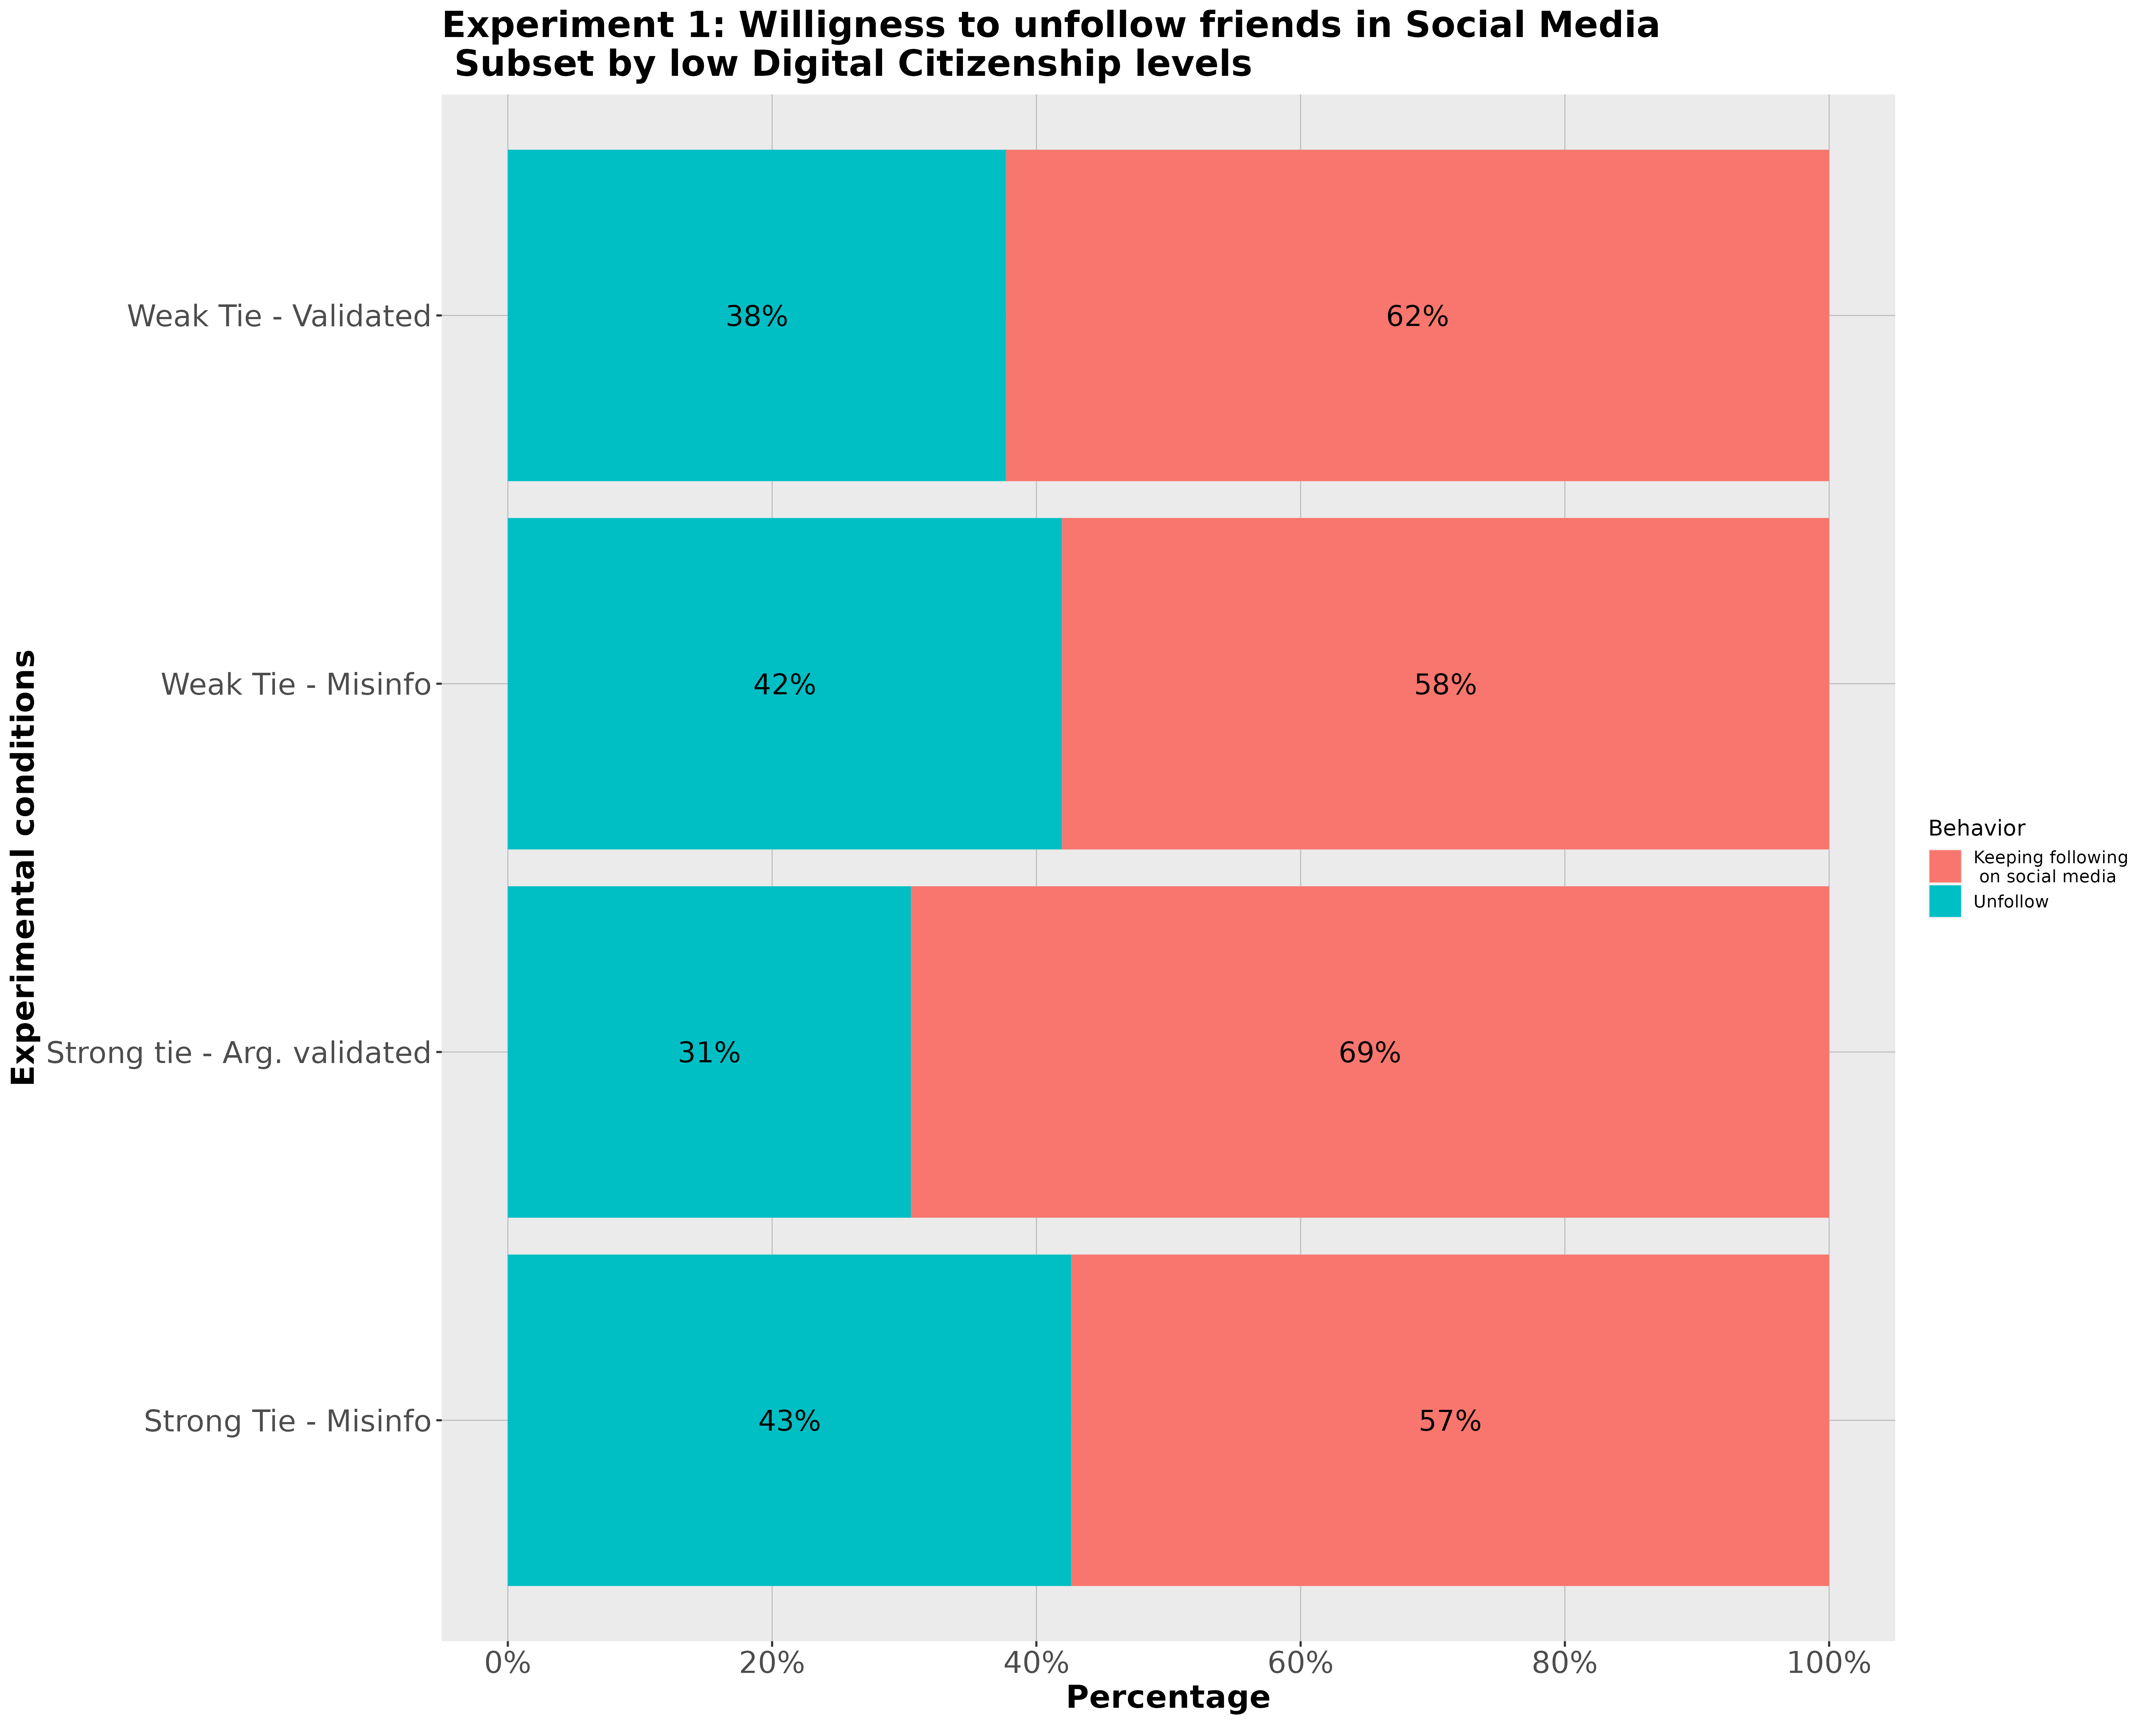 Experiment 1: Willigness to unfollow friends in Social Media
Subset by low Digital Citizenship levels
Experimental conditions
Weak Tie - Validated
38%
62%
Weak Tie - Misinfo
42%
58%
Strong tie - Arg. validated
31%
69%
Strong Tie - Misinfo
43%
57%
0%
20%
40%
60%
80%
100%
Percentage
Behavior
Keeping following
on social media
Unfollow